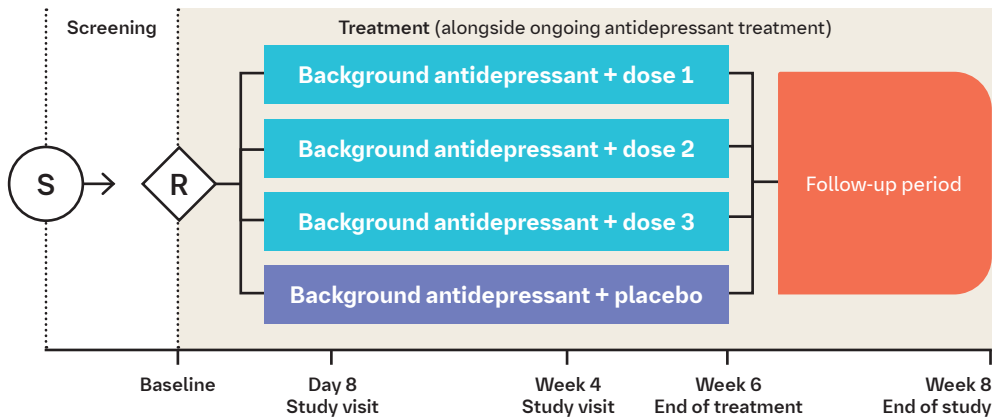 Screening
Treatment (alongside ongoing antidepressant treatment)
Background antidepressant + dose 1
Background antidepressant + dose 2
S
R
Follow-up period
Background antidepressant + dose 3
Background antidepressant + placebo
Baseline
Day 8
Study visit
Week 4
Study visit
Week 6
End of treatment
Week 8
End of study